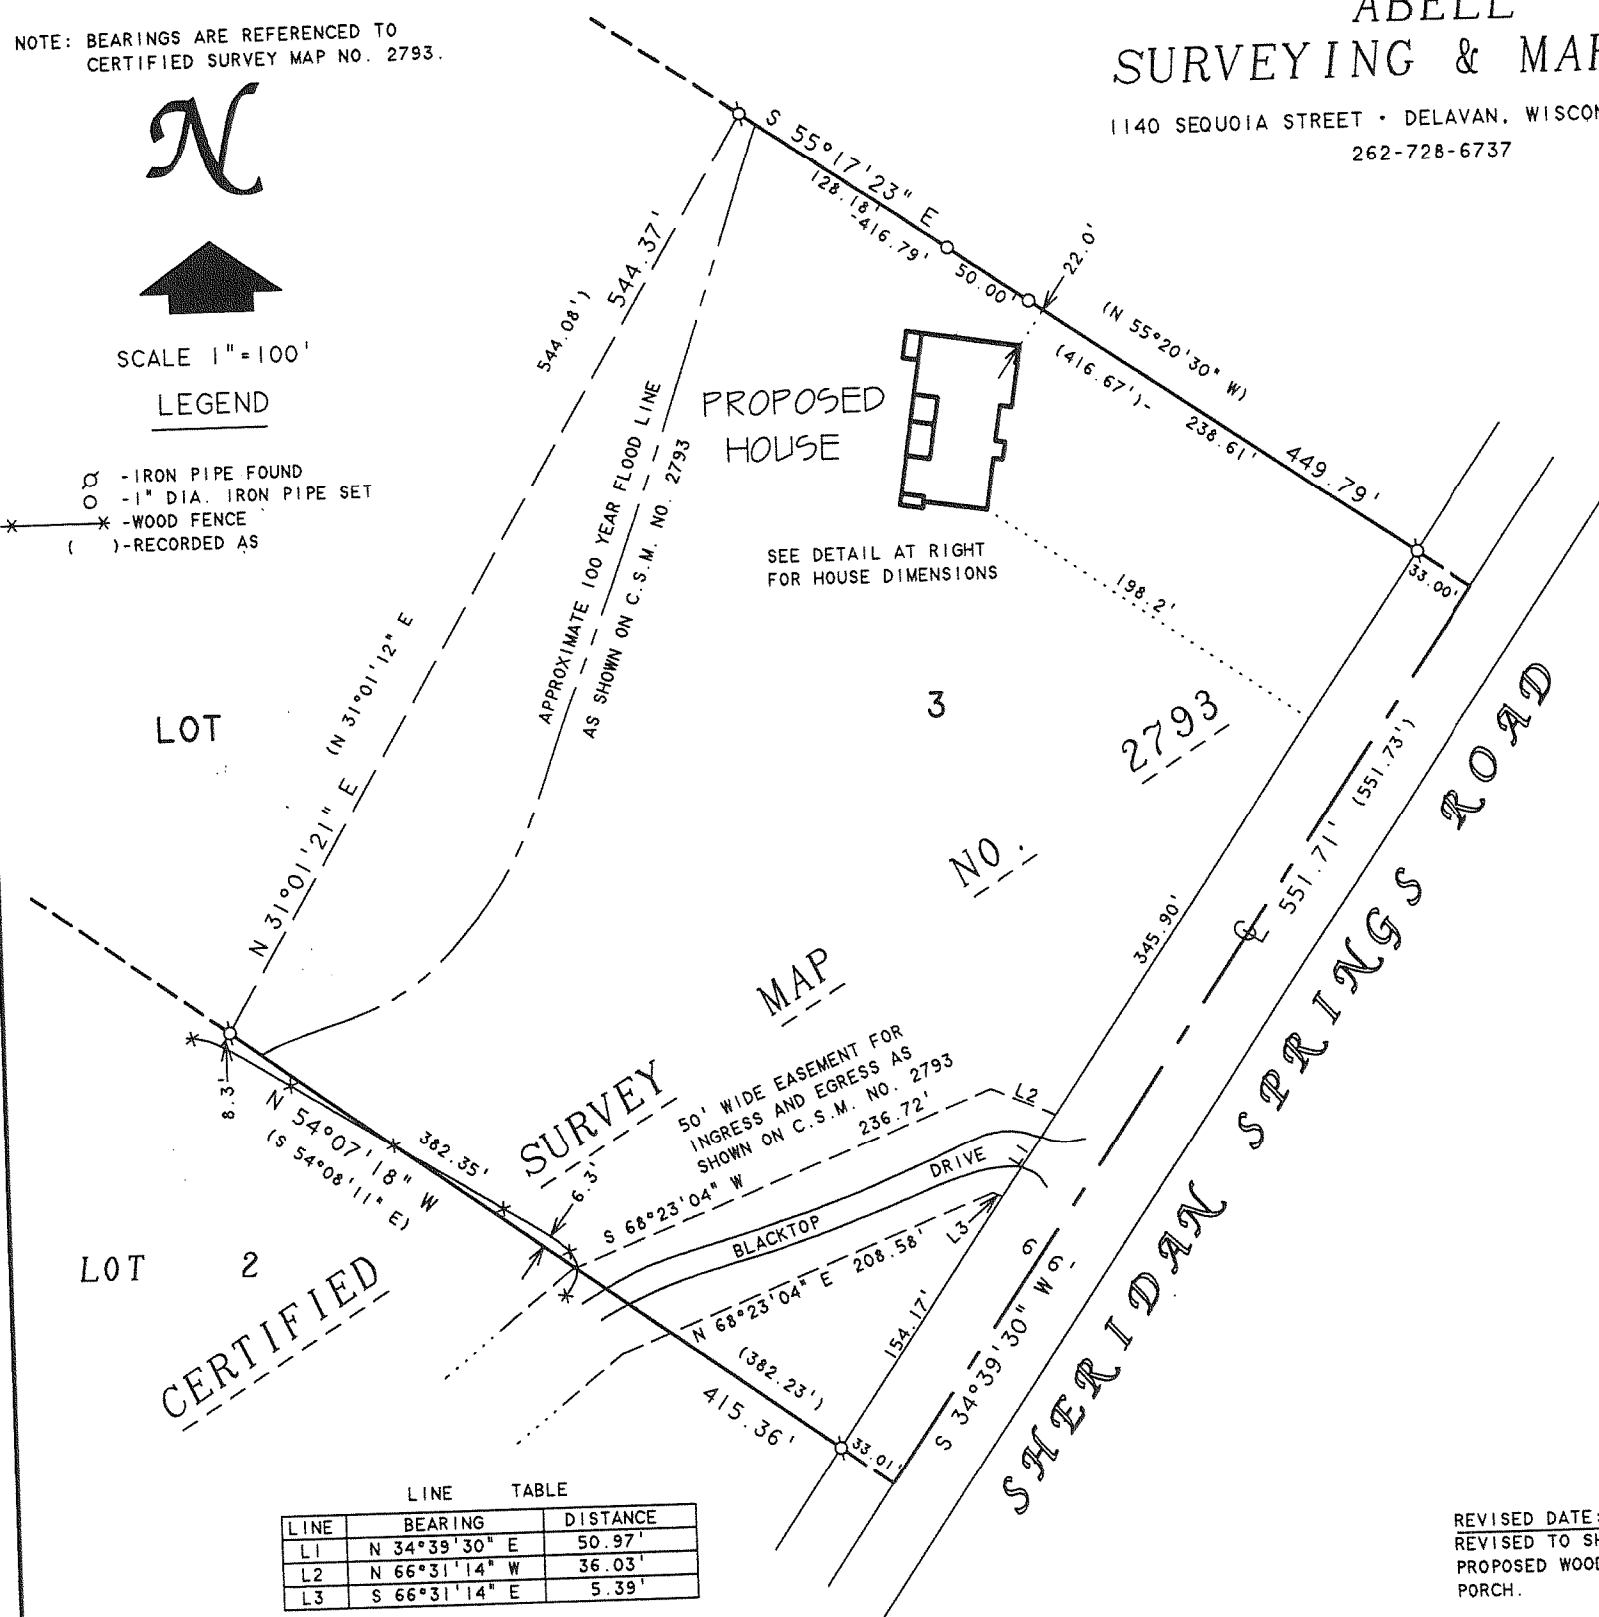 NOTE: BEARINGS ARE REFERENCED TO
CERTIFIED SURVEY MAP NO. 2793.
N
SCALE 1"=100'
LEGEND
-IRON PIPE FOUND
-1" DIA. IRON PIPE SET
-WOOD FENCE
( )-RECORDED AS
ABELL
SURVEYING & MAP
1140 SEQUOIA STREET · DELAVAN, WISCON
262-728-6737
S 55°17'23" E
128.18'
-416.79'
50.00'
22.0'
(N 55°20'30" W)
(416.67')-
238.61'
449.79'
33.00'
544.37'
544.08')
(N 31°01'12" E
N 31°01'21" E
APPROXIMATE 100 YEAR FLOOD LINE
AS SHOWN ON C.S.M. NO. 2793
PROPOSED
HOUSE
SEE DETAIL AT RIGHT
FOR HOUSE DIMENSIONS
198.2'
LOT
3
CERTIFIED SURVEY MAP NO. 2793
345.90'
551.71' (551.73')
SHERIDAN SPRINGS ROAD
50' WIDE EASEMENT FOR
INGRESS AND EGRESS AS
SHOWN ON C.S.M. NO. 2793
S 68°23'04" W
236.72'
L2
L1
L3
BLACKTOP DRIVE
N 68°23'04" E 208.58'
8.3'
N 54°07'18" W
(S 54°08'11" E)
382.35'
6.3'
(382.23')
415.36'
33.01'
154.17'
S 34°39'30" W
66'
LOT 2
LINE TABLE
LINE BEARING DISTANCE
L1 N 34°39'30" E 50.97'
L2 N 66°31'14" W 36.03'
L3 S 66°31'14" E 5.39'
REVISED DATE:
REVISED TO SH
PROPOSED WOOD
PORCH.